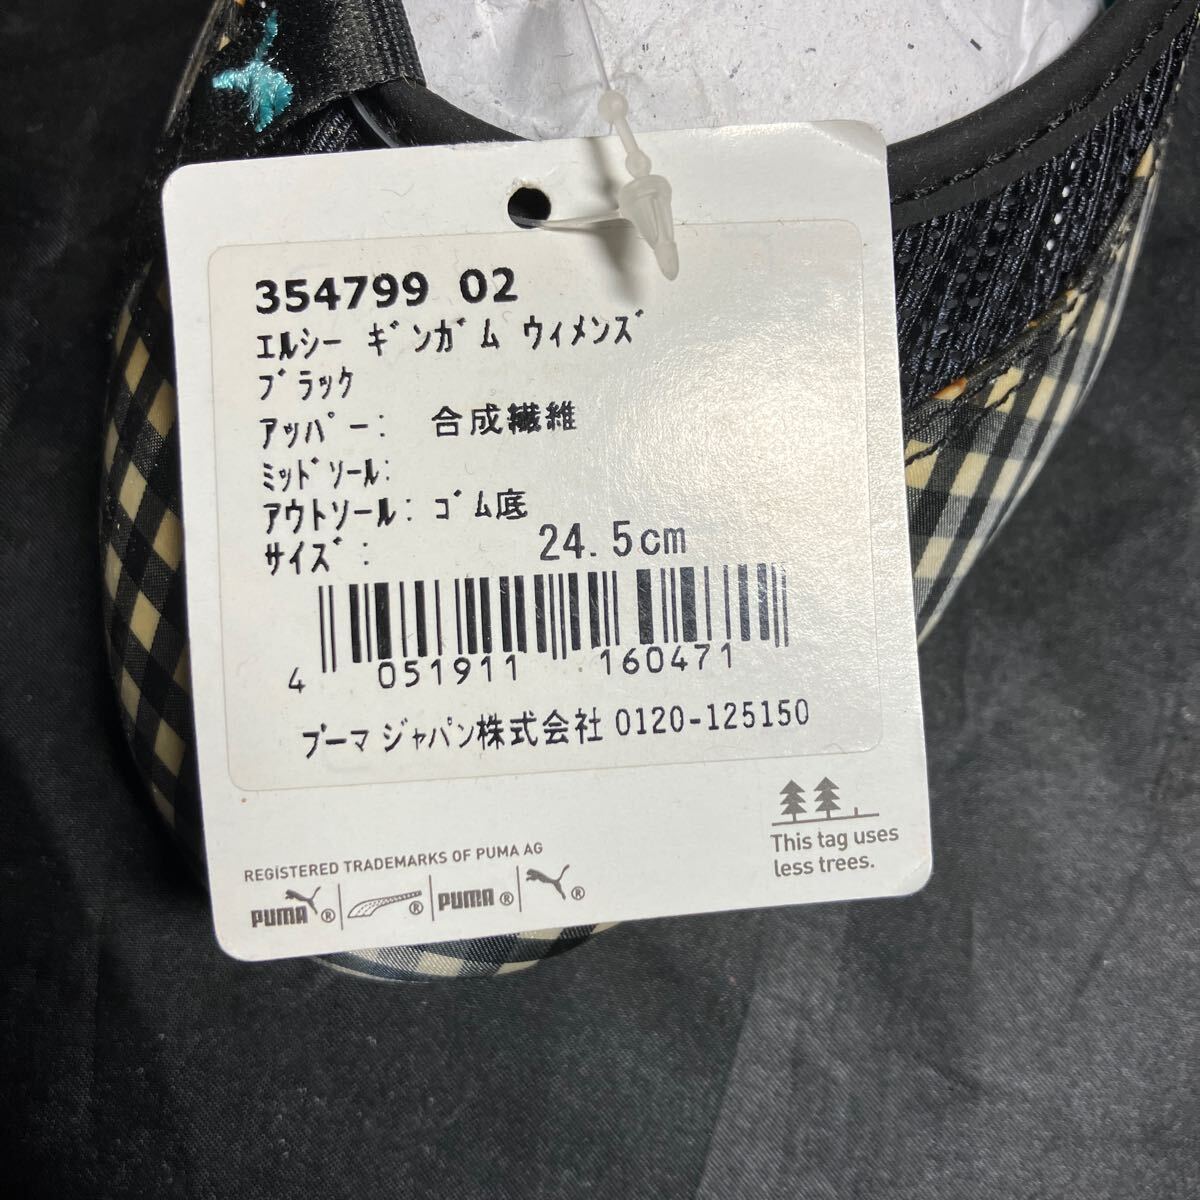 354799 02
エルシー ギンガム ウィメンズ
ブラック
アッパー: 合成繊維
ミッドソール:
アウトソール: ゴム底
サイズ: 24.5cm
4 051911 160471
プーマ ジャパン株式会社 0120-125150
This tag uses
less trees.
REGISTERED TRADEMARKS OF PUMA AG
PUMA ® ® PUMA ® ®